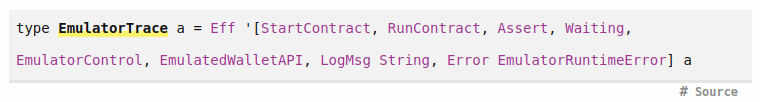 type EmulatorTrace a = Eff '[StartContract, RunContract, Assert, Waiting,
EmulatorControl, EmulatedWalletAPI, LogMsg String, Error EmulatorRuntimeError] a
# Source